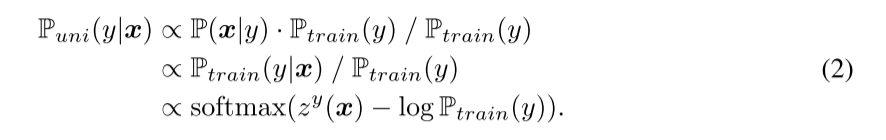 ℙ_{uni}(y|𝒙) ∝ ℙ(𝒙|y) · ℙ_{train}(y) / ℙ_{train}(y)
∝ ℙ_{train}(y|𝒙) / ℙ_{train}(y) (2)
∝ softmax(z^y(𝒙) − log ℙ_{train}(y)).